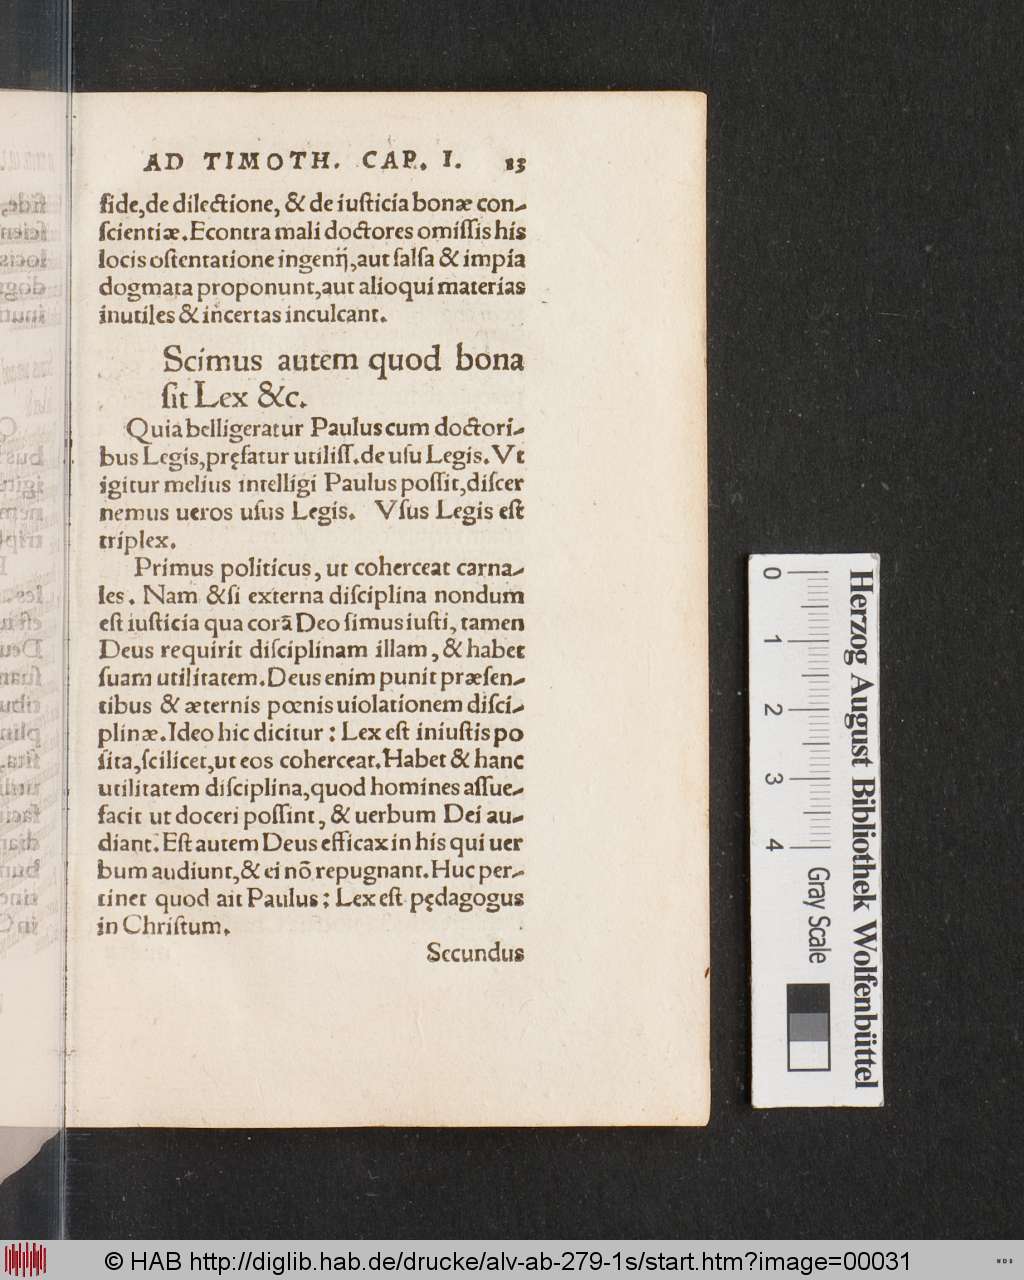 AD TIMOTH. CAP. I. 13
fide,de dilectione, & de iuſticia bonæ con-
ſcientiæ.Econtra mali doctores omiſſis his
locis oſtentatione ingenij,aut falſa & impia
dogmata proponunt,aut alioqui materias
inutiles & incertas inculcant.
Scimus autem quod bona
ſit Lex &c.
Quia belligeratur Paulus cum doctori-
bus Legis,pręfatur utiliſſ.de uſu Legis.Vt
igitur melius intelligi Paulus poſſit,diſcer
nemus ueros uſus Legis. Vſus Legis eſt
triplex.
Primus politicus, ut coherceat carna-
les. Nam &ſi externa diſciplina nondum
eſt iuſticia qua corā Deo ſimus iuſti, tamen
Deus requirit diſciplinam illam, & habet
ſuam utilitatem.Deus enim punit præſen-
tibus & æternis pœnis uiolationem diſci-
plinæ.Ideo hic dicitur : Lex eſt iniuſtis po
ſita,ſcilicet,ut eos coherceat.Habet & hanc
utilitatem diſciplina,quod homines aſſue-
facit ut doceri poſſint, & uerbum Dei au-
diant.Eſt autem Deus efficax in his qui uer
bum audiunt,& ei nō repugnant.Huc per-
tinet quod ait Paulus : Lex eſt pędagogus
in Chriſtum.
Secundus
0 1 2 3 4
Gray Scale
Herzog August Bibliothek Wolfenbüttel
© HAB http://diglib.hab.de/drucke/alv-ab-279-1s/start.htm?image=00031